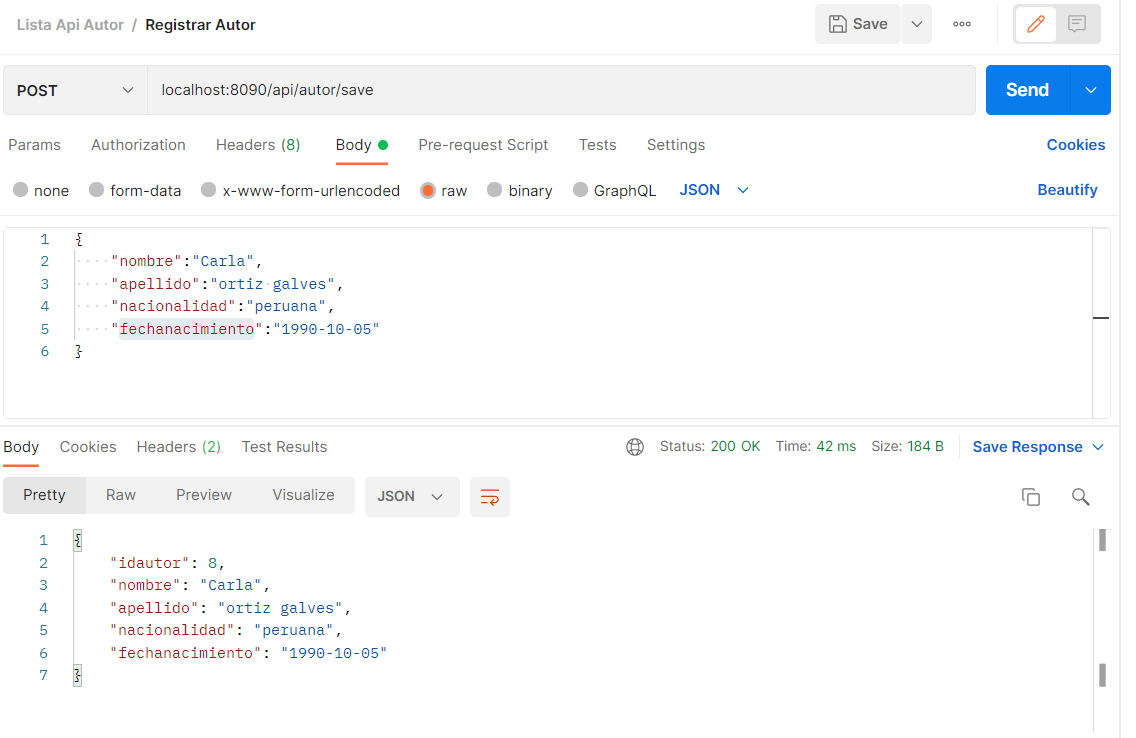 Lista Api Autor / Registrar Autor Save
POST localhost:8090/api/autor/save Send
Params Authorization Headers (8) Body Pre-request Script Tests Settings Cookies
none form-data x-www-form-urlencoded raw binary GraphQL JSON Beautify
1 {
2 "nombre":"Carla",
3 "apellido":"ortiz galves",
4 "nacionalidad":"peruana",
5 "fechanacimiento":"1990-10-05"
6 }
Body Cookies Headers (2) Test Results Status: 200 OK Time: 42 ms Size: 184 B Save Response
Pretty Raw Preview Visualize JSON
1 {
2 "idautor": 8,
3 "nombre": "Carla",
4 "apellido": "ortiz galves",
5 "nacionalidad": "peruana",
6 "fechanacimiento": "1990-10-05"
7 }